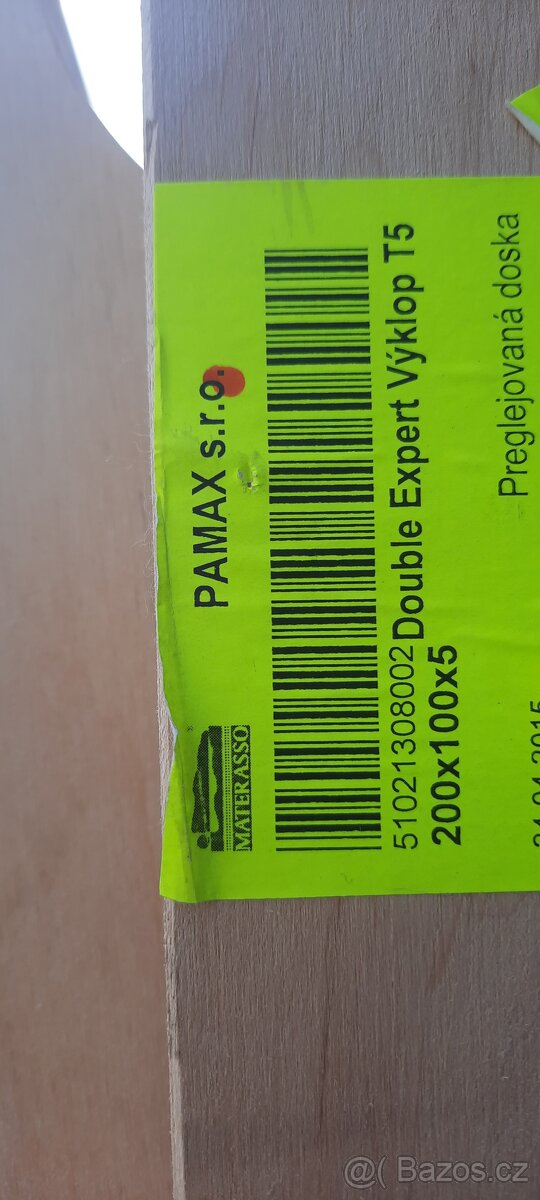 PAMAX s.r.o.
MATERASSO
51021308002 Double Expert Výklop T5
200x100x5
Preglejovaná doska
Bazos.cz